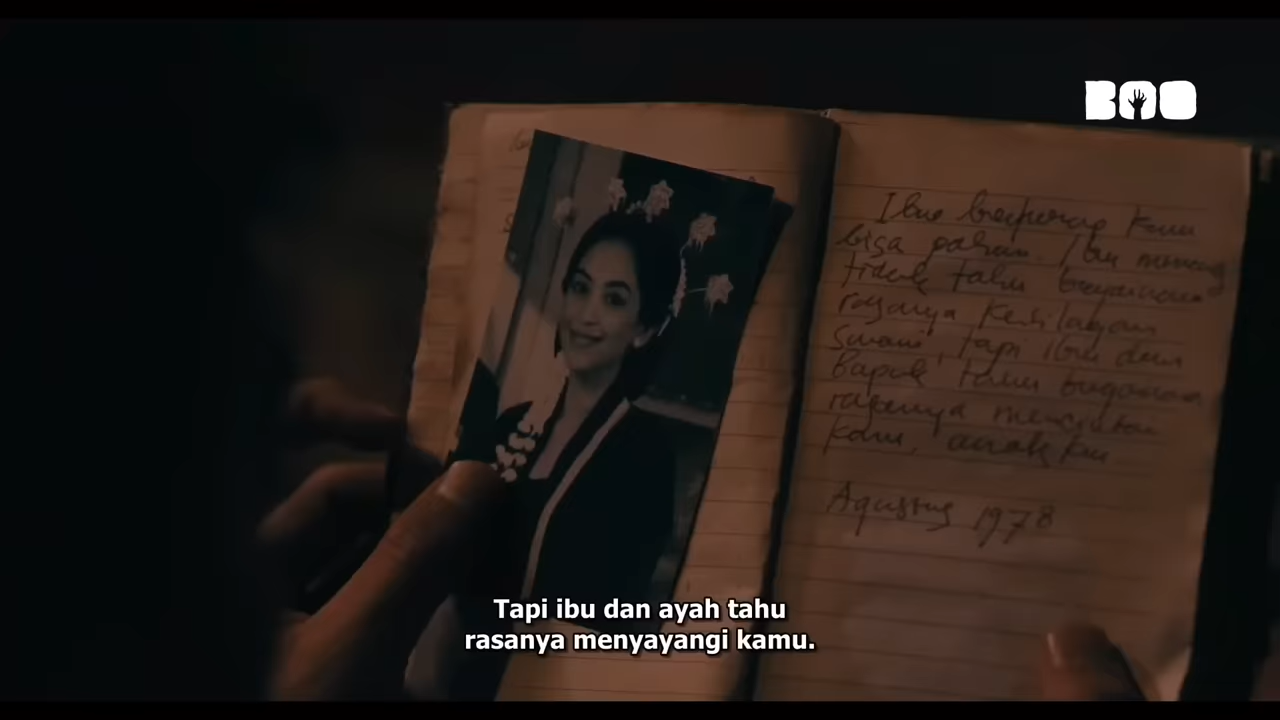 BOO
Ibu berharap kamu
bisa paham. Ibu memang
tidak tahu bagaimana
rasanya kehilangan
Suami, tapi ibu dan
Bapak tahu bagaimana
rasanya mencintai
kamu, anakku
Agustus 1978
Tapi ibu dan ayah tahu
rasanya menyayangi kamu.